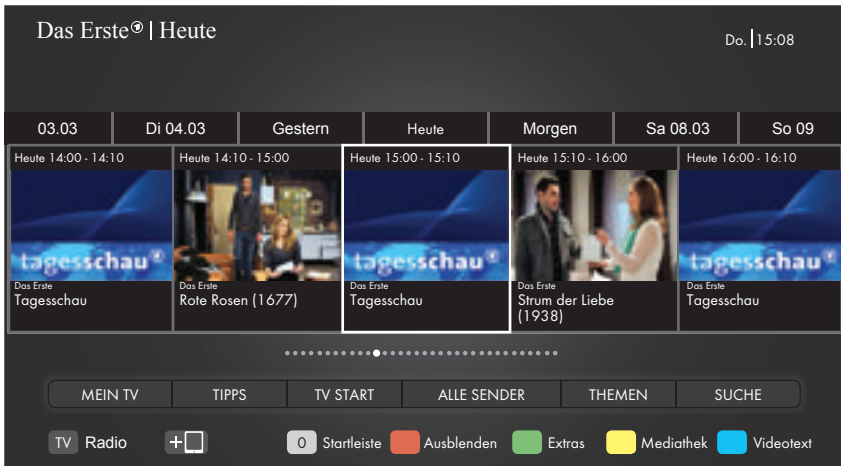 Das Erste | Heute
Do. 15:08
03.03 Di 04.03 Gestern Heute Morgen Sa 08.03 So 09
Heute 14:00 - 14:10 Heute 14:10 - 15:00 Heute 15:00 - 15:10 Heute 15:10 - 16:00 Heute 16:00 - 16:10
tagesschau tagesschau tagesschau
Das Erste Das Erste Das Erste Das Erste Das Erste
Tagesschau Rote Rosen (1677) Tagesschau Strum der Liebe Tagesschau
(1938)
MEIN TV TIPPS TV START ALLE SENDER THEMEN SUCHE
TV Radio + 0 Startleiste Ausblenden Extras Mediathek Videotext